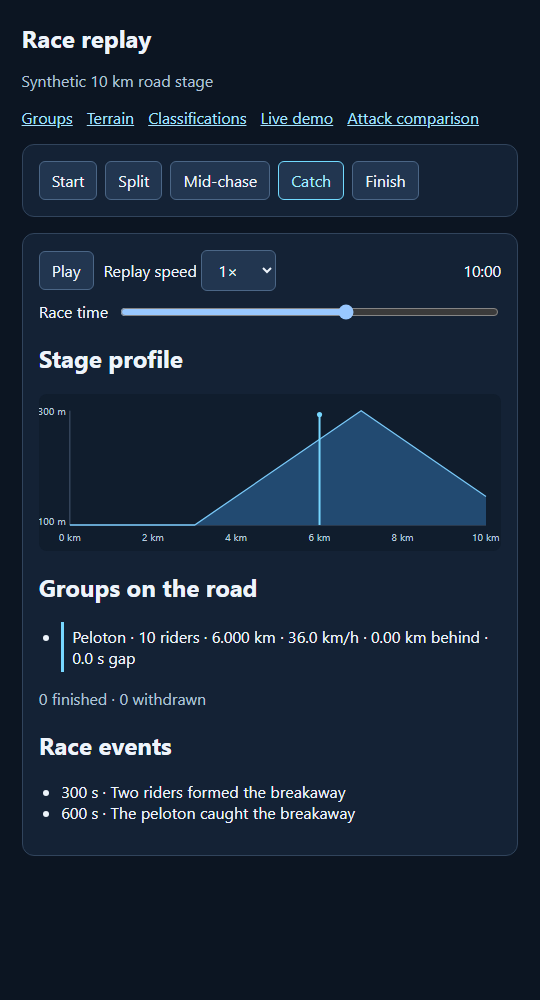 Race replay
Synthetic 10 km road stage
Groups Terrain Classifications Live demo Attack comparison
Start Split Mid-chase Catch Finish
Play Replay speed 1× 10:00
Race time
Stage profile
300 m
100 m
0 km 2 km 4 km 6 km 8 km 10 km
Groups on the road
• Peloton · 10 riders · 6.000 km · 36.0 km/h · 0.00 km behind ·
0.0 s gap
0 finished · 0 withdrawn
Race events
• 300 s · Two riders formed the breakaway
• 600 s · The peloton caught the breakaway